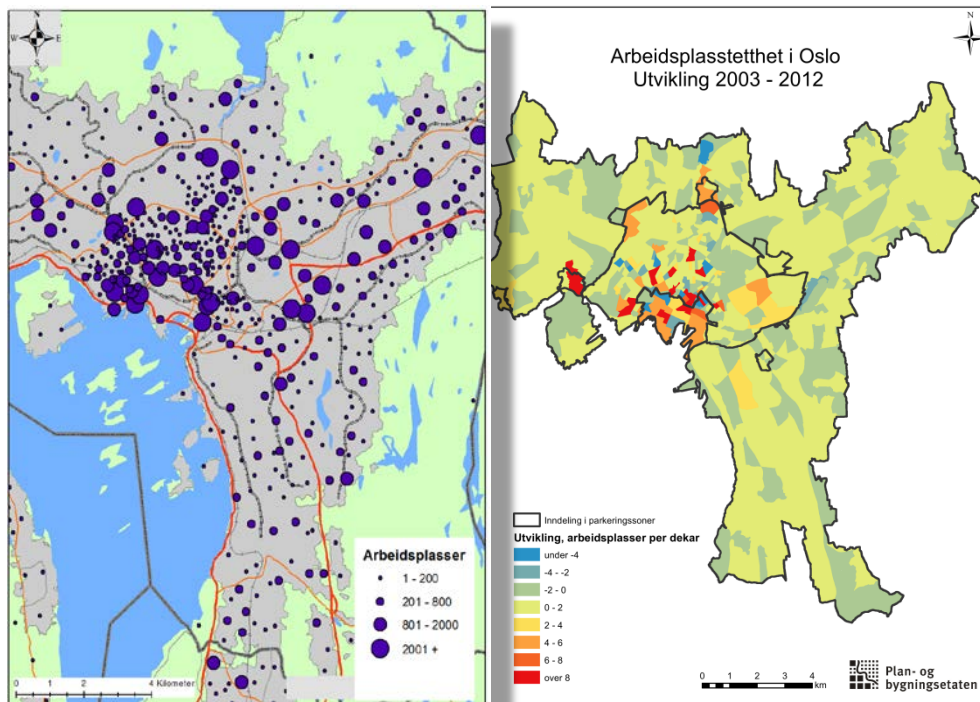 N
W E
S
Arbeidsplasser
1 - 200
201 - 800
801 - 2000
2001 +
0 1 2 4 Kilometer
N
Arbeidsplasstetthet i Oslo
Utvikling 2003 - 2012
Inndeling i parkeringssoner
Utvikling, arbeidsplasser per dekar
under -4
-4 - -2
-2 - 0
0 - 2
2 - 4
4 - 6
6 - 8
over 8
0 1 2 3 4
km
Plan- og
bygningsetaten